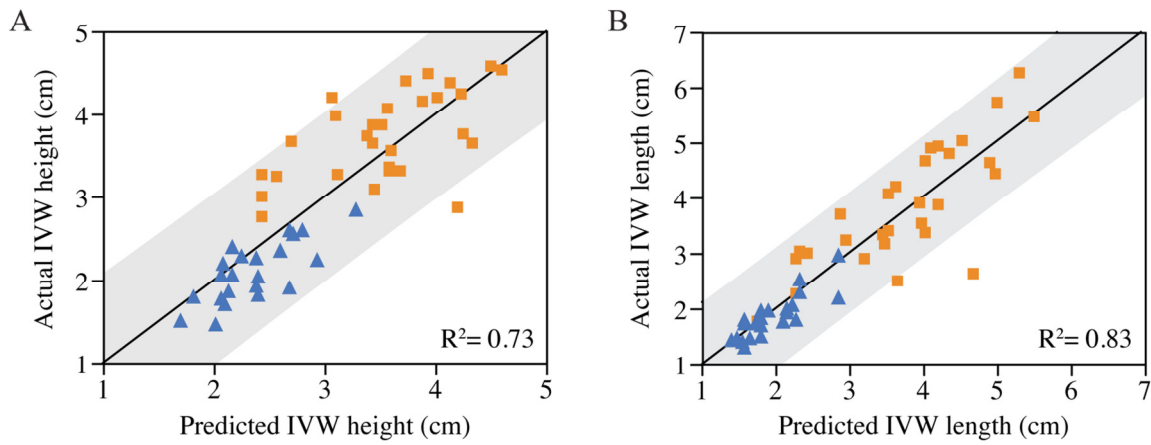 A
Actual IVW height (cm)
5
4
3
2
1
R²= 0.73
1 2 3 4 5
Predicted IVW height (cm)
B
Actual IVW length (cm)
7
6
5
4
3
2
1
R²= 0.83
1 2 3 4 5 6 7
Predicted IVW length (cm)